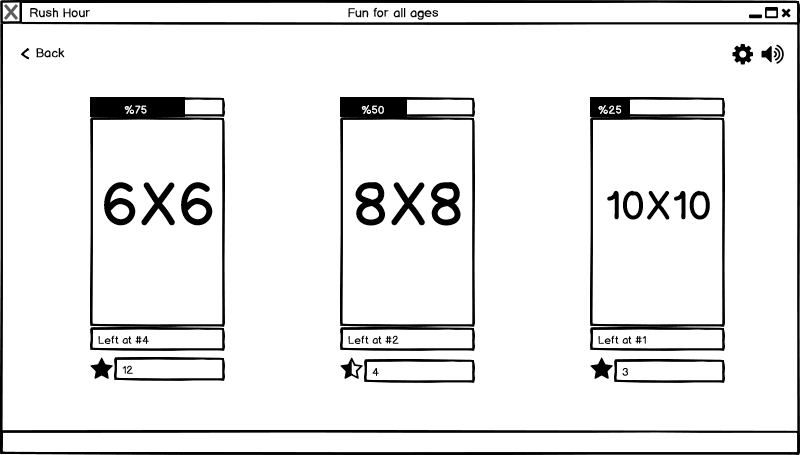 Rush Hour
Fun for all ages
Back
%75
%50
%25
6X6
8X8
10X10
Left at #4
Left at #2
Left at #1
12
4
3